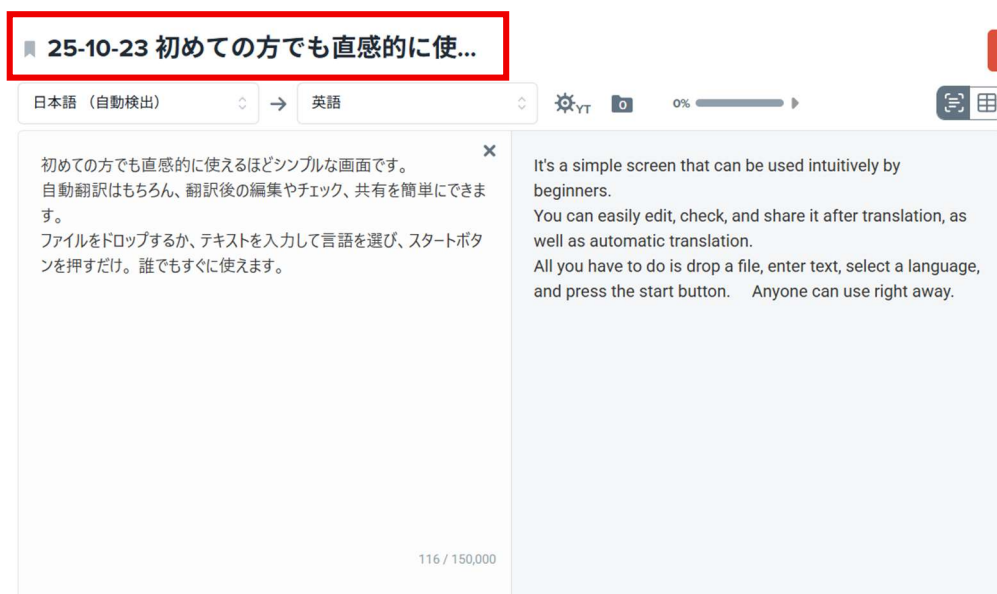 25-10-23 初めての方でも直感的に使...
日本語 （自動検出）
英語
YT
0
0%
初めての方でも直感的に使えるほどシンプルな画面です。
自動翻訳はもちろん、翻訳後の編集やチェック、共有を簡単にできま
す。
ファイルをドロップするか、テキストを入力して言語を選び、スタートボタ
ンを押すだけ。誰でもすぐに使えます。
116 / 150,000
It's a simple screen that can be used intuitively by
beginners.
You can easily edit, check, and share it after translation, as
well as automatic translation.
All you have to do is drop a file, enter text, select a language,
and press the start button.　Anyone can use right away.